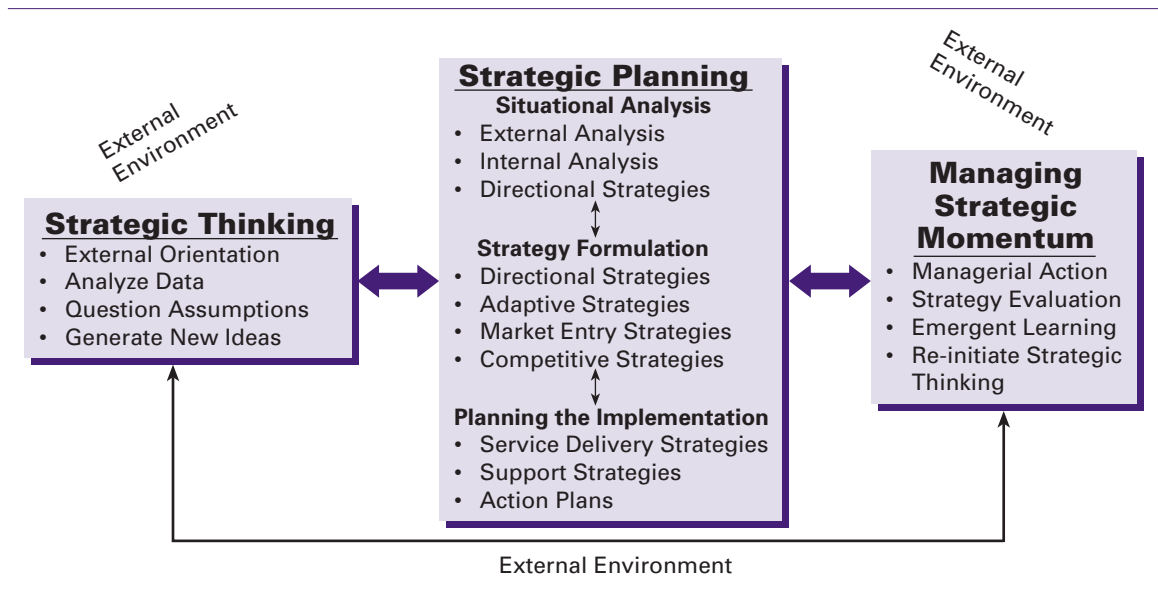 External
Environment
Strategic Thinking
• External Orientation
• Analyze Data
• Question Assumptions
• Generate New Ideas
Strategic Planning
Situational Analysis
• External Analysis
• Internal Analysis
• Directional Strategies
Strategy Formulation
• Directional Strategies
• Adaptive Strategies
• Market Entry Strategies
• Competitive Strategies
Planning the Implementation
• Service Delivery Strategies
• Support Strategies
• Action Plans
External
Environment
Managing
Strategic
Momentum
• Managerial Action
• Strategy Evaluation
• Emergent Learning
• Re-initiate Strategic
Thinking
External Environment